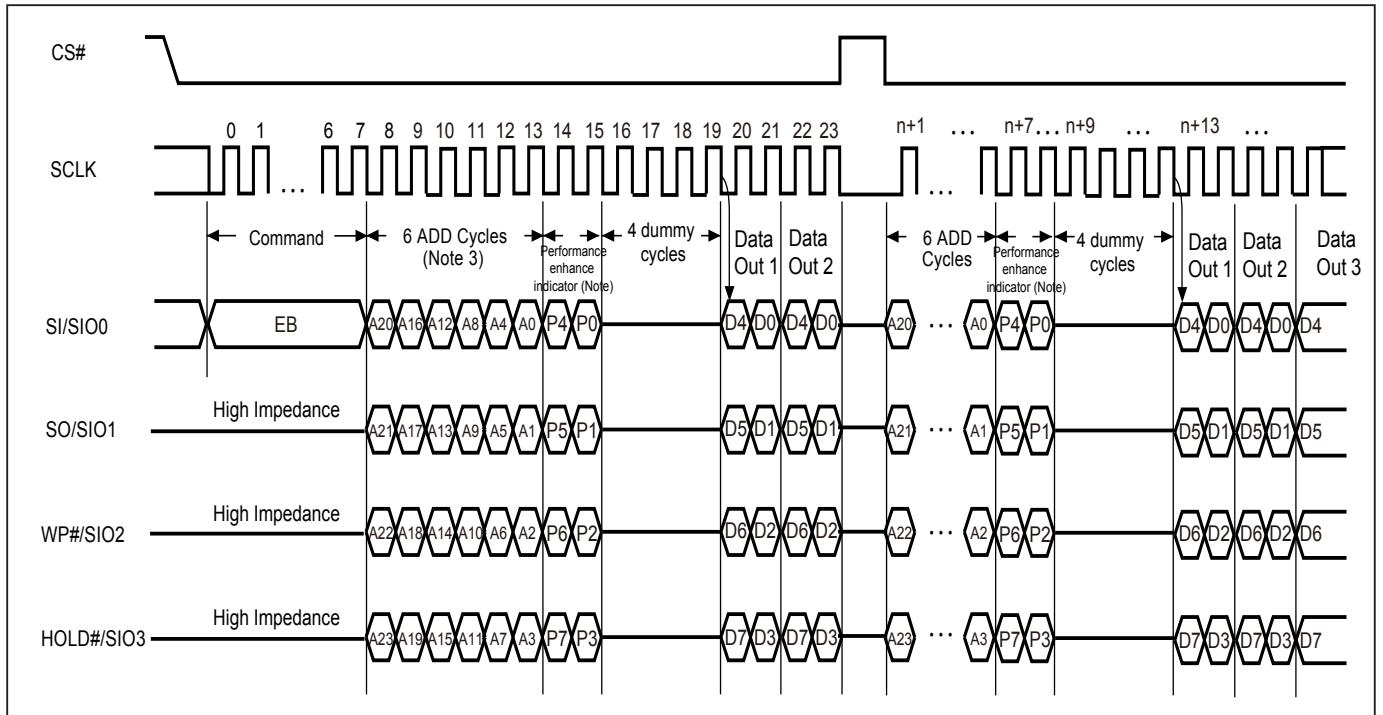 CS#
0 1 6 7 8 9 10 11 12 13 14 15 16 17 18 19 20 21 22 23 n+1 ... n+7... n+9 ... n+13 ...
SCLK
... ...
Command
6 ADD Cycles
(Note 3)
Performance
enhance
indicator (Note)
4 dummy
cycles
Data
Out 1
Data
Out 2
6 ADD
Cycles
Performance
enhance
indicator (Note)
4 dummy
cycles
Data
Out 1
Data
Out 2
Data
Out 3
SI/SIO0 EB A20 A16 A12 A8 A4 A0 P4 P0 D4 D0 D4 D0 A20 ... A0 P4 P0 D4 D0 D4 D0 D4
High Impedance
SO/SIO1 A21 A17 A13 A9 A5 A1 P5 P1 D5 D1 D5 D1 A21 ... A1 P5 P1 D5 D1 D5 D1 D5
High Impedance
WP#/SIO2 A22 A18 A14 A10 A6 A2 P6 P2 D6 D2 D6 D2 A22 ... A2 P6 P2 D6 D2 D6 D2 D6
High Impedance
HOLD#/SIO3 A23 A19 A15 A11 A7 A3 P7 P3 D7 D3 D7 D3 A23 ... A3 P7 P3 D7 D3 D7 D3 D7